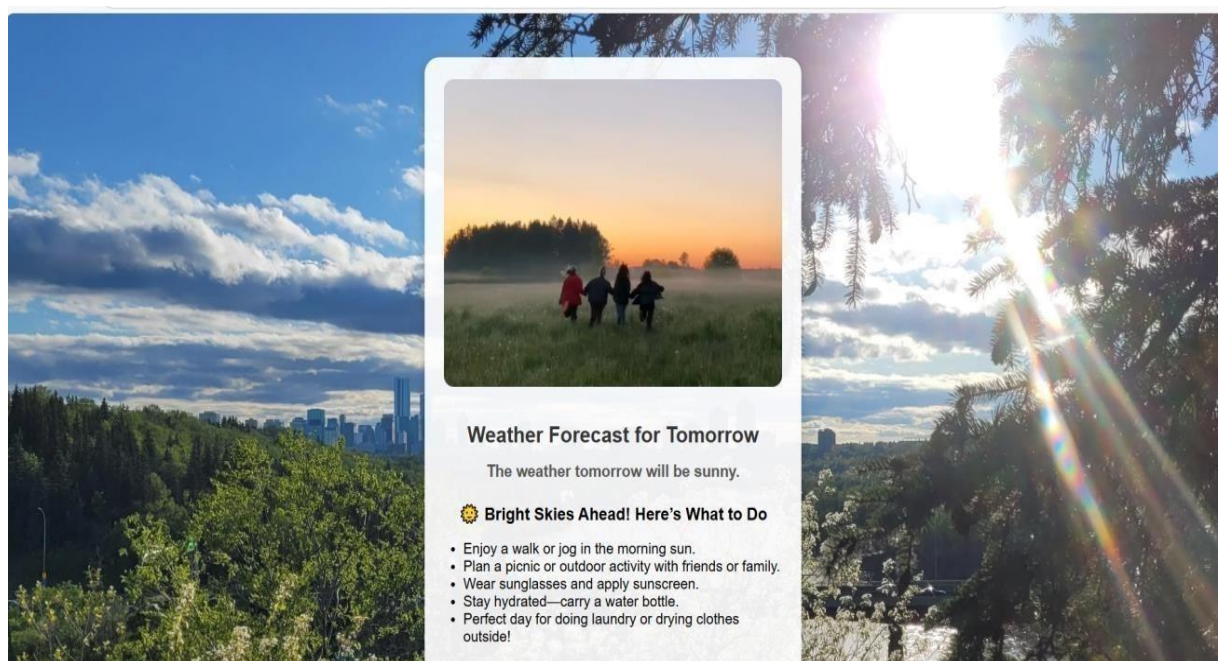 Weather Forecast for Tomorrow
The weather tomorrow will be sunny.
🌞 Bright Skies Ahead! Here’s What to Do
• Enjoy a walk or jog in the morning sun.
• Plan a picnic or outdoor activity with friends or family.
• Wear sunglasses and apply sunscreen.
• Stay hydrated—carry a water bottle.
• Perfect day for doing laundry or drying clothes
outside!